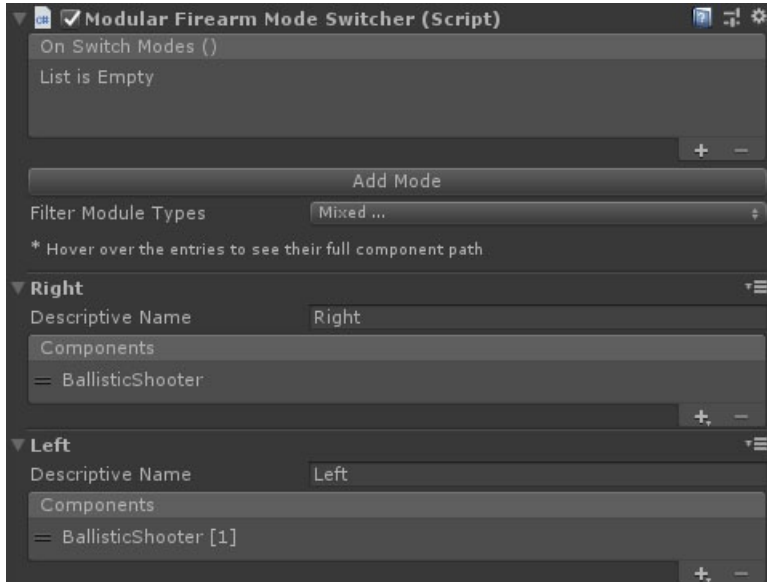 Modular Firearm Mode Switcher (Script)
On Switch Modes ()
List is Empty
Add Mode
Filter Module Types Mixed ...
* Hover over the entries to see their full component path
Right
Descriptive Name Right
Components
= BallisticShooter
Left
Descriptive Name Left
Components
= BallisticShooter [1]